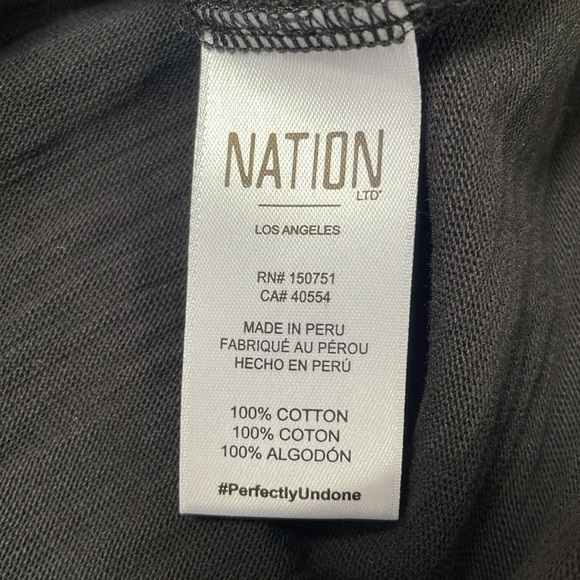 NATION
LTD®
LOS ANGELES
RN# 150751
CA# 40554
MADE IN PERU
FABRIQUÉ AU PÉROU
HECHO EN PERÚ
100% COTTON
100% COTON
100% ALGODÓN
#PerfectlyUndone